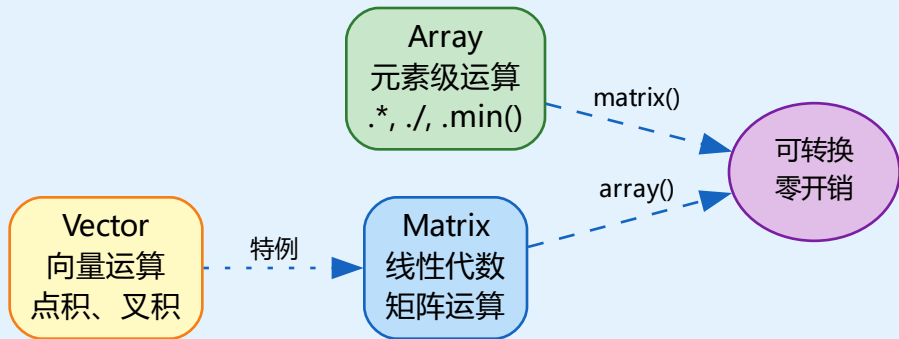 Array
元素级运算
.*, ./, .min()
matrix()
可转换
零开销
array()
Vector
向量运算
点积、叉积
特例
Matrix
线性代数
矩阵运算